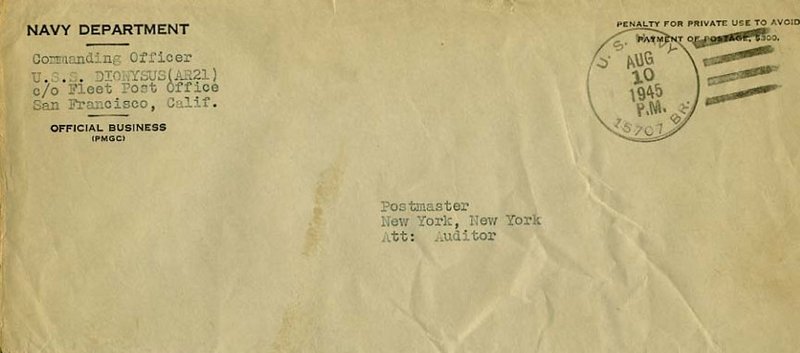 NAVY DEPARTMENT
Commanding Officer
U.S.S. DIONYSUS(AR21)
c/o Fleet Post Office
San Francisco, Calif.
OFFICIAL BUSINESS
(PMGC)
PENALTY FOR PRIVATE USE TO AVOID
PAYMENT OF POSTAGE, $300.
U. S. NAVY
AUG
10
1945
P.M.
15707 BR.
Postmaster
New York, New York
Att: Auditor